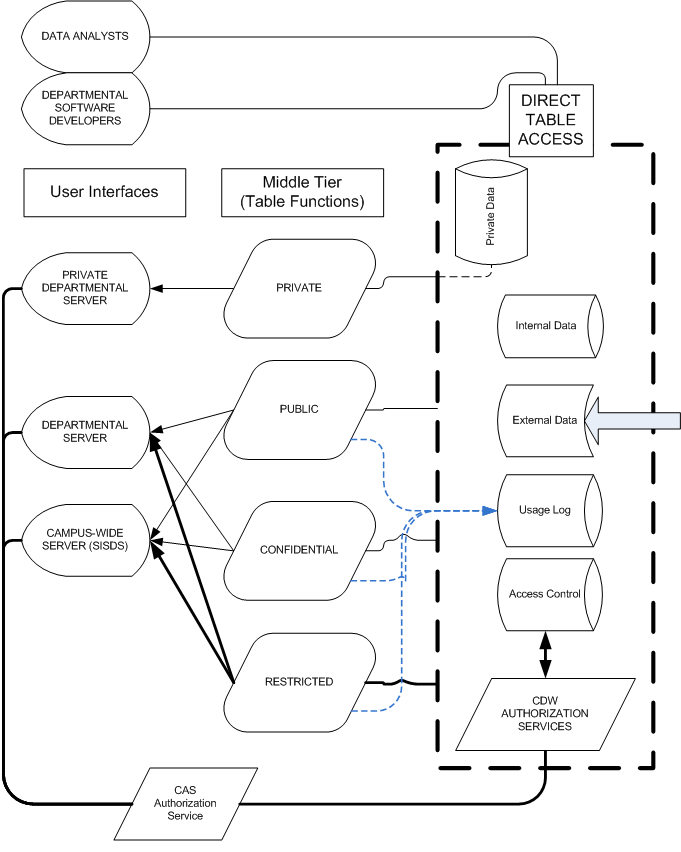 DATA ANALYSTS
DEPARTMENTAL
SOFTWARE
DEVELOPERS
DIRECT
TABLE
ACCESS
User Interfaces
Middle Tier
(Table Functions)
Private Data
PRIVATE
DEPARTMENTAL
SERVER
PRIVATE
Internal Data
PUBLIC
External Data
DEPARTMENTAL
SERVER
Usage Log
CAMPUS-WIDE
SERVER (SISDS)
CONFIDENTIAL
Access Control
RESTRICTED
CDW
AUTHORIZATION
SERVICES
CAS
Authorization
Service